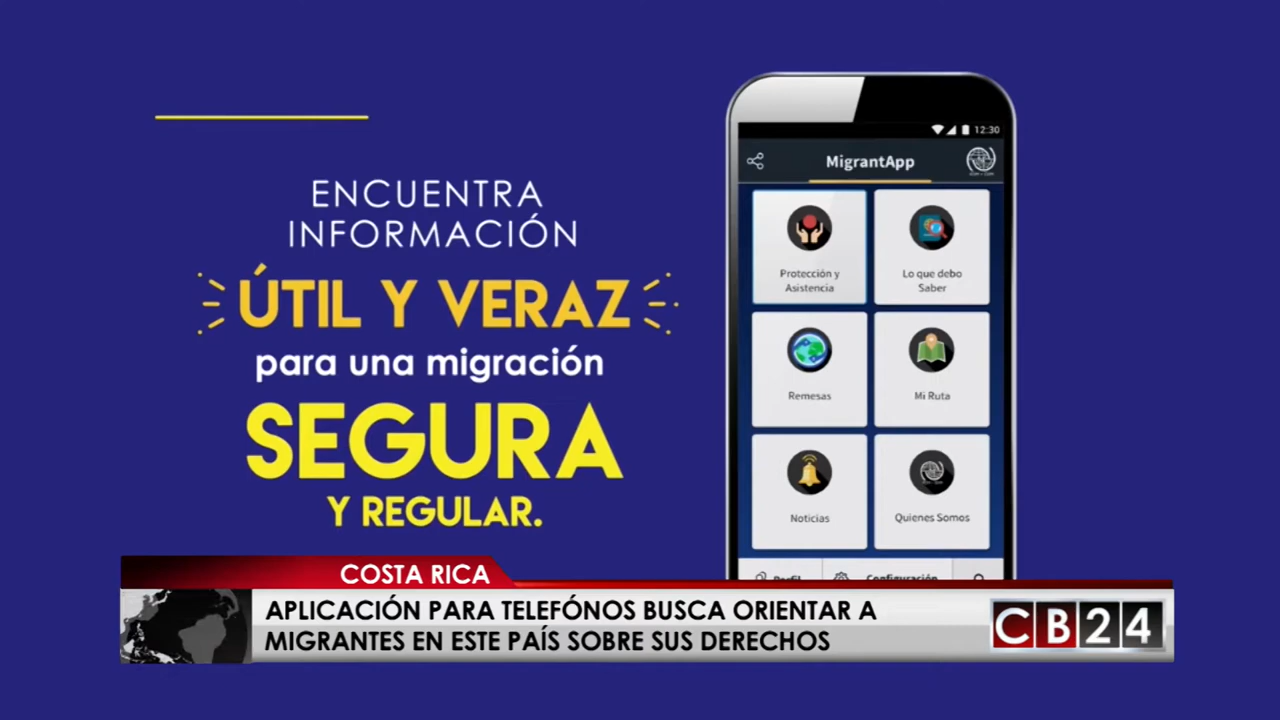 ENCUENTRA
INFORMACIÓN
ÚTIL Y VERAZ
para una migración
SEGURA
Y REGULAR.
12:30
MigrantApp
Protección y
Asistencia
Lo que debo
Saber
Remesas
Mi Ruta
Noticias
Quienes Somos
Perfil
Configuración
COSTA RICA
APLICACIÓN PARA TELEFÓNOS BUSCA ORIENTAR A
MIGRANTES EN ESTE PAÍS SOBRE SUS DERECHOS
CB24